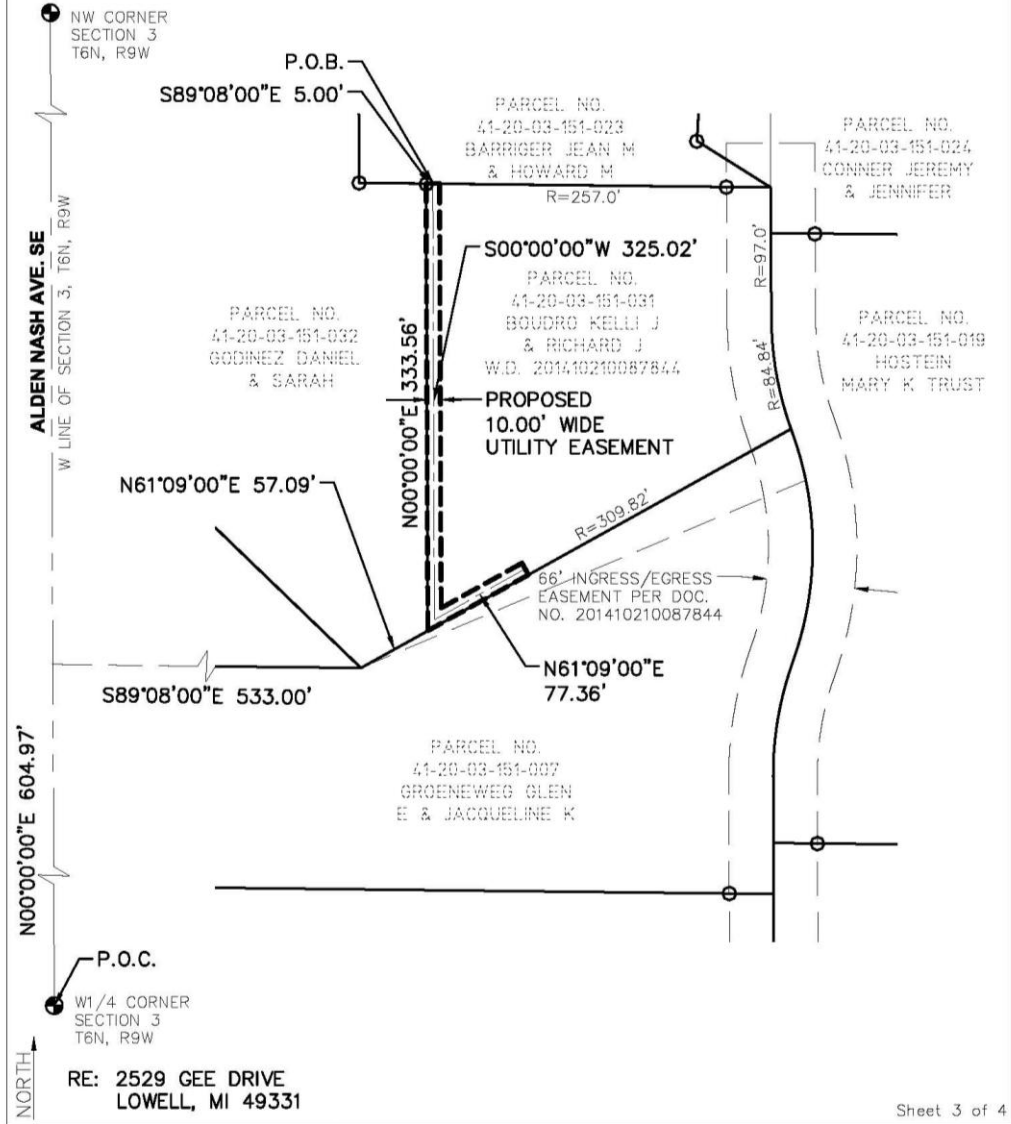 NW CORNER
SECTION 3
T6N, R9W
P.O.B.
S89°08'00"E 5.00'
PARCEL NO.
41-20-03-151-023
BARRIGER JEAN M
& HOWARD M
PARCEL NO.
41-20-03-151-024
CONNER JEREMY
& JENNIFER
R=257.0'
ALDEN NASH AVE. SE
W LINE OF SECTION 3, T6N, R9W
S00°00'00"W 325.02'
R=97.0'
PARCEL NO.
41-20-03-151-032
GODINEZ DANIEL
& SARAH
PARCEL NO.
41-20-03-151-031
BOUDRO KELLI J
& RICHARD J
W.D. 201410210087844
PARCEL NO.
41-20-03-151-019
HOSTEIN
MARY K TRUST
R=84.84'
N00°00'00"E 333.56'
PROPOSED
10.00' WIDE
UTILITY EASEMENT
N61°09'00"E 57.09'
R=309.82'
66' INGRESS/EGRESS
EASEMENT PER DOC.
NO. 201410210087844
N61°09'00"E
77.36'
S89°08'00"E 533.00'
N00°00'00"E 604.97'
PARCEL NO.
41-20-03-151-007
GROENEWEG GLEN
E & JACQUELINE K
P.O.C.
W1/4 CORNER
SECTION 3
T6N, R9W
NORTH
RE: 2529 GEE DRIVE
LOWELL, MI 49331
Sheet 3 of 4